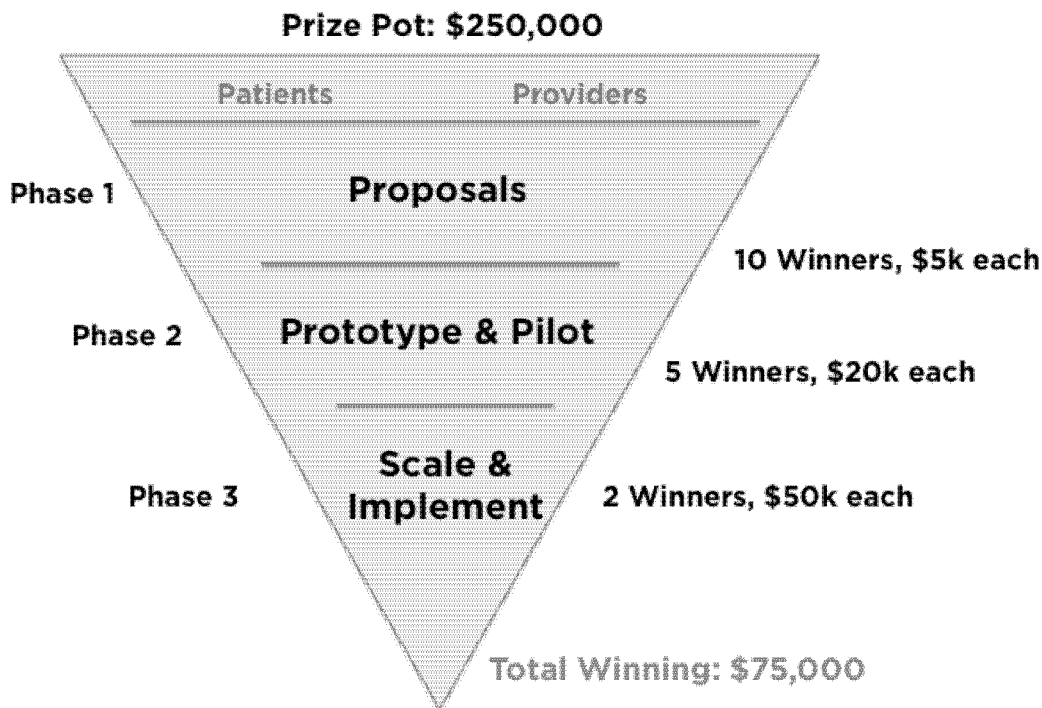 Prize Pot: $250,000
Patients
Providers
Phase 1
Proposals
10 Winners, $5k each
Phase 2
Prototype & Pilot
5 Winners, $20k each
Scale &
Implement
Phase 3
2 Winners, $50k each
Total Winning: $75,000